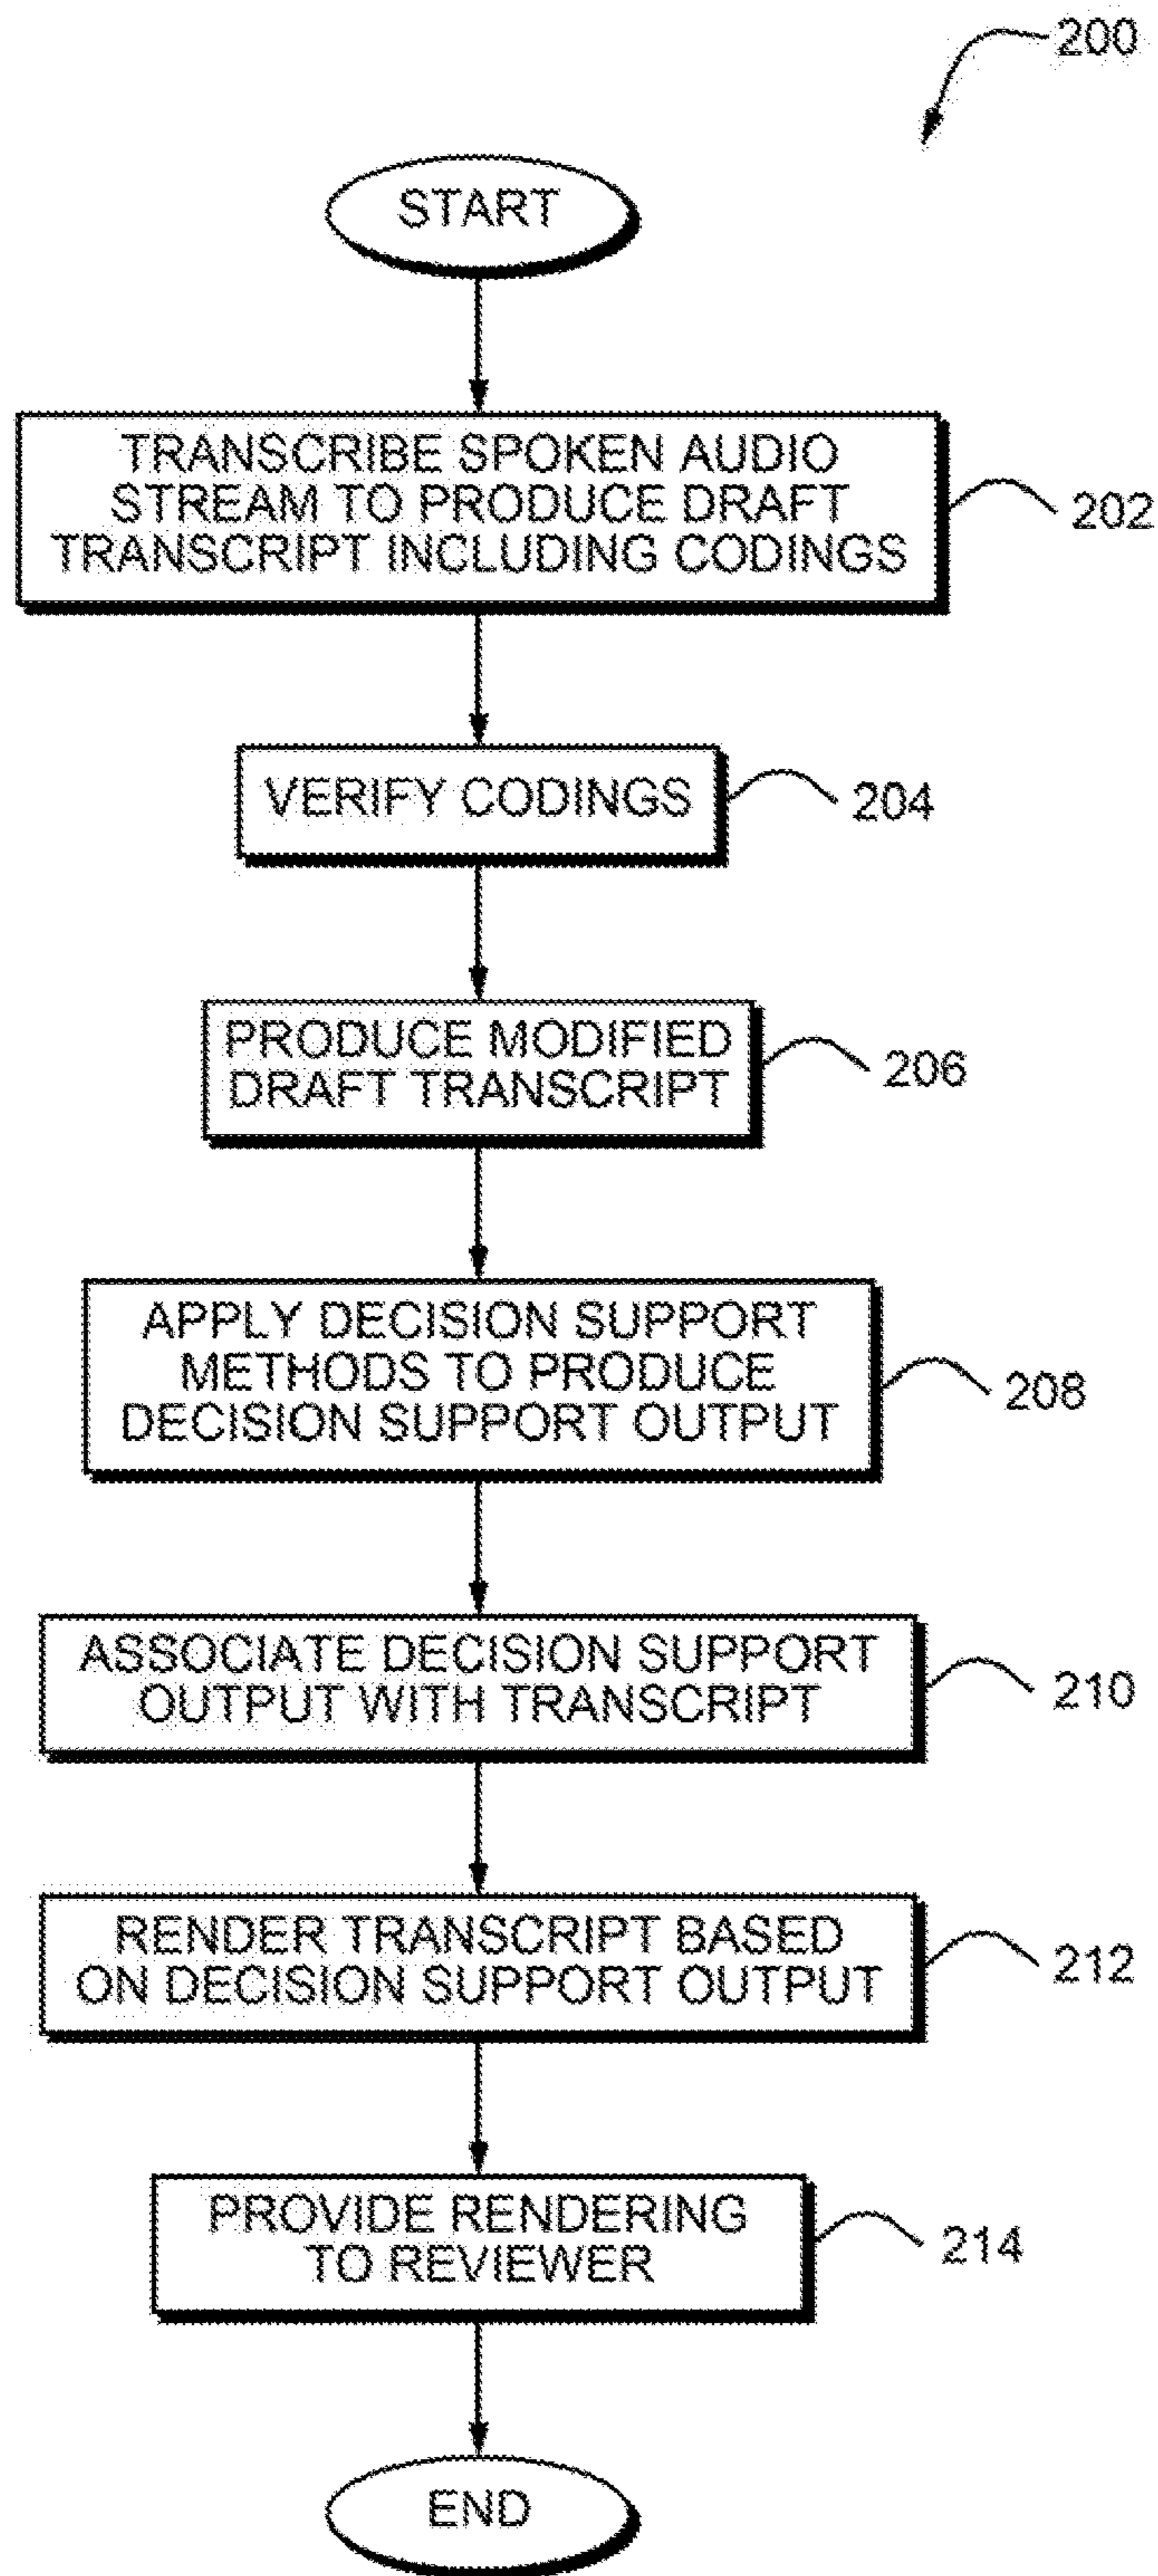 200
START
TRANSCRIBE SPOKEN AUDIO
STREAM TO PRODUCE DRAFT
TRANSCRIPT INCLUDING CODINGS
202
VERIFY CODINGS
204
PRODUCE MODIFIED
DRAFT TRANSCRIPT
206
APPLY DECISION SUPPORT
METHODS TO PRODUCE
DECISION SUPPORT OUTPUT
208
ASSOCIATE DECISION SUPPORT
OUTPUT WITH TRANSCRIPT
210
RENDER TRANSCRIPT BASED
ON DECISION SUPPORT OUTPUT
212
PROVIDE RENDERING
TO REVIEWER
214
END